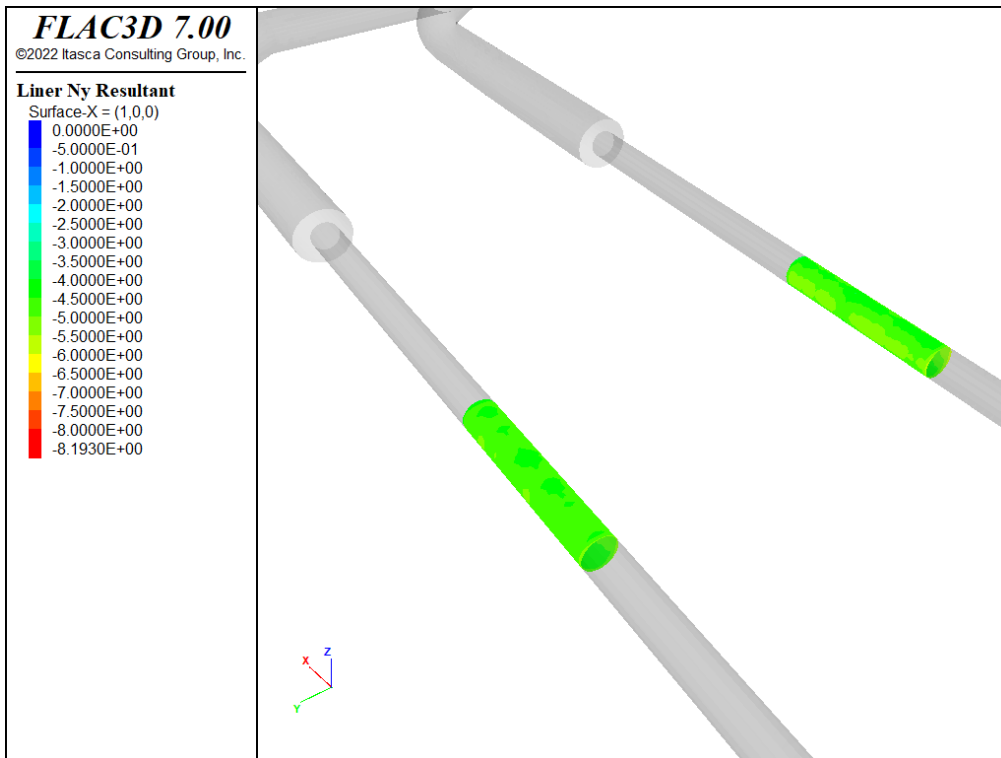 FLAC3D 7.00
©2022 Itasca Consulting Group, Inc.
Liner Ny Resultant
Surface-X = (1,0,0)
0.0000E+00
-5.0000E-01
-1.0000E+00
-1.5000E+00
-2.0000E+00
-2.5000E+00
-3.0000E+00
-3.5000E+00
-4.0000E+00
-4.5000E+00
-5.0000E+00
-5.5000E+00
-6.0000E+00
-6.5000E+00
-7.0000E+00
-7.5000E+00
-8.0000E+00
-8.1930E+00
Z
X
Y